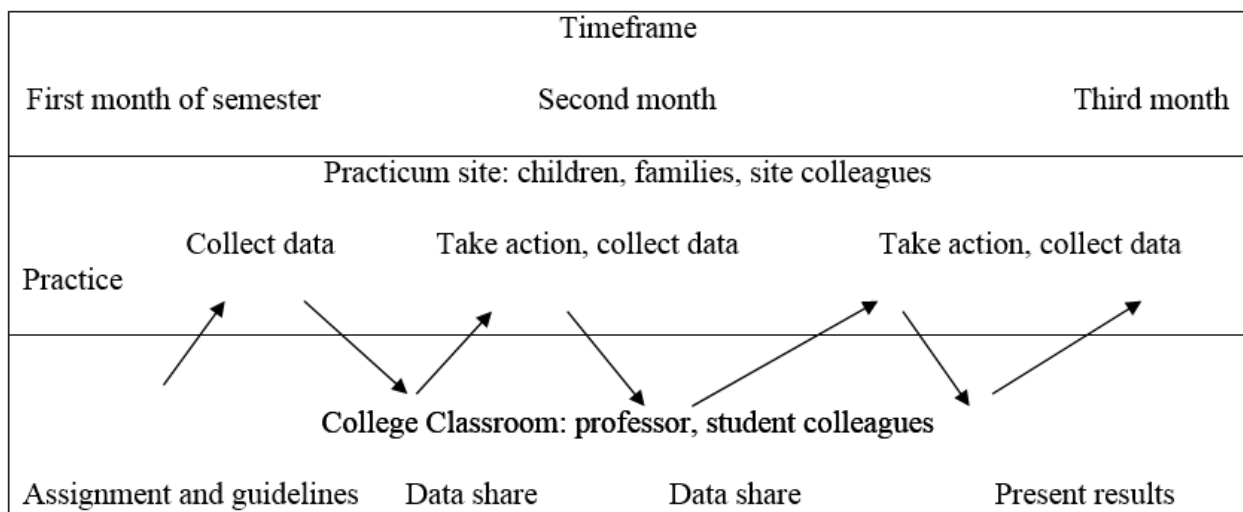 Timeframe
First month of semester Second month Third month
Practicum site: children, families, site colleagues
Collect data Take action, collect data Take action, collect data
Practice
College Classroom: professor, student colleagues
Assignment and guidelines Data share Data share Present results